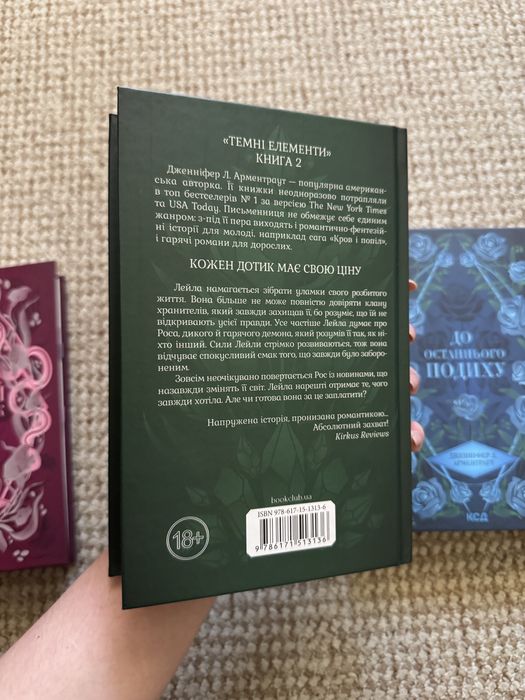 «ТЕМНІ ЕЛЕМЕНТИ»
КНИГА 2
Дженніфер Л. Арментраут — популярна американ-
ська авторка. Її книжки неодноразово потрапляли
в топ бестселерів № 1 за версією The New York Times
та USA Today. Письменниця не обмежує себе єдиним
жанром: з-під її пера виходять і романтично-фентезій-
ні історії для молоді, наприклад сага «Кров і попіл»,
і гарячі романи для дорослих.
КОЖЕН ДОТИК МАЄ СВОЮ ЦІНУ
Лейла намагається зібрати уламки свого розбитого
життя. Вона більше не може повністю довіряти клану
хранителів, який завжди захищав її, бо розуміє, що їй не
відкривають усієї правди. Усе частіше Лейла думає про
Роса, дикого й гарячого демона, який розумів її так, як ні-
хто інший. Сили Лейли стрімко розвиваються, тож вона
відчуває спокусливий смак того, що завжди було заборо-
неним.
Зовсім неочікувано повертається Рос із новинами, що
назавжди змінять її світ. Лейла нарешті отримає те, чого
завжди хотіла. Але чи готова вона за це заплатити?
Напружена історія, пронизана романтикою...
Абсолютний захват!
Kirkus Reviews
bookclub.ua
ISBN 978-617-15-1313-6
9 786171 513136
18+
ДО
ОСТАННЬОГО
ПОДИХУ
ДЖЕННІФЕР Л.
АРМЕНТРАУТ
КСД